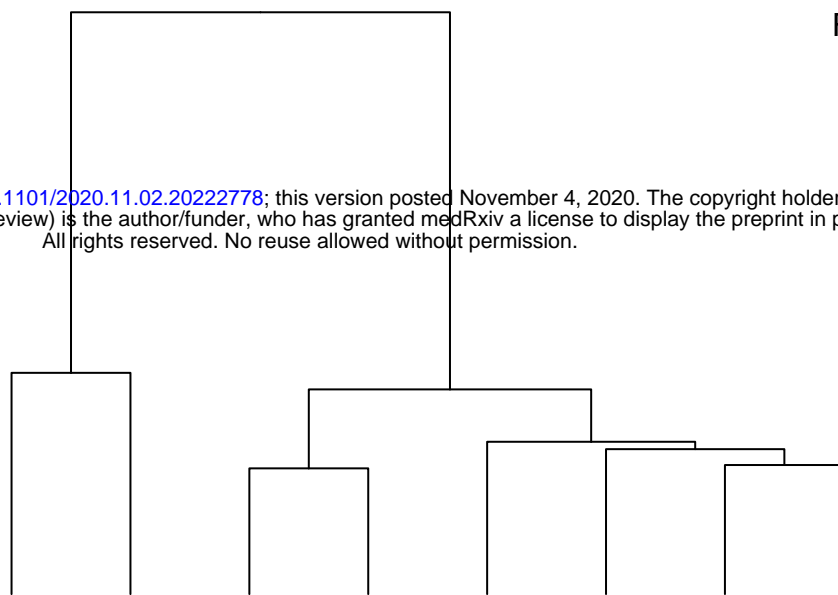 .1101/2020.11.02.20222778; this version posted November 4, 2020. The copyright holder
review) is the author/funder, who has granted medRxiv a license to display the preprint in p
All rights reserved. No reuse allowed without permission.